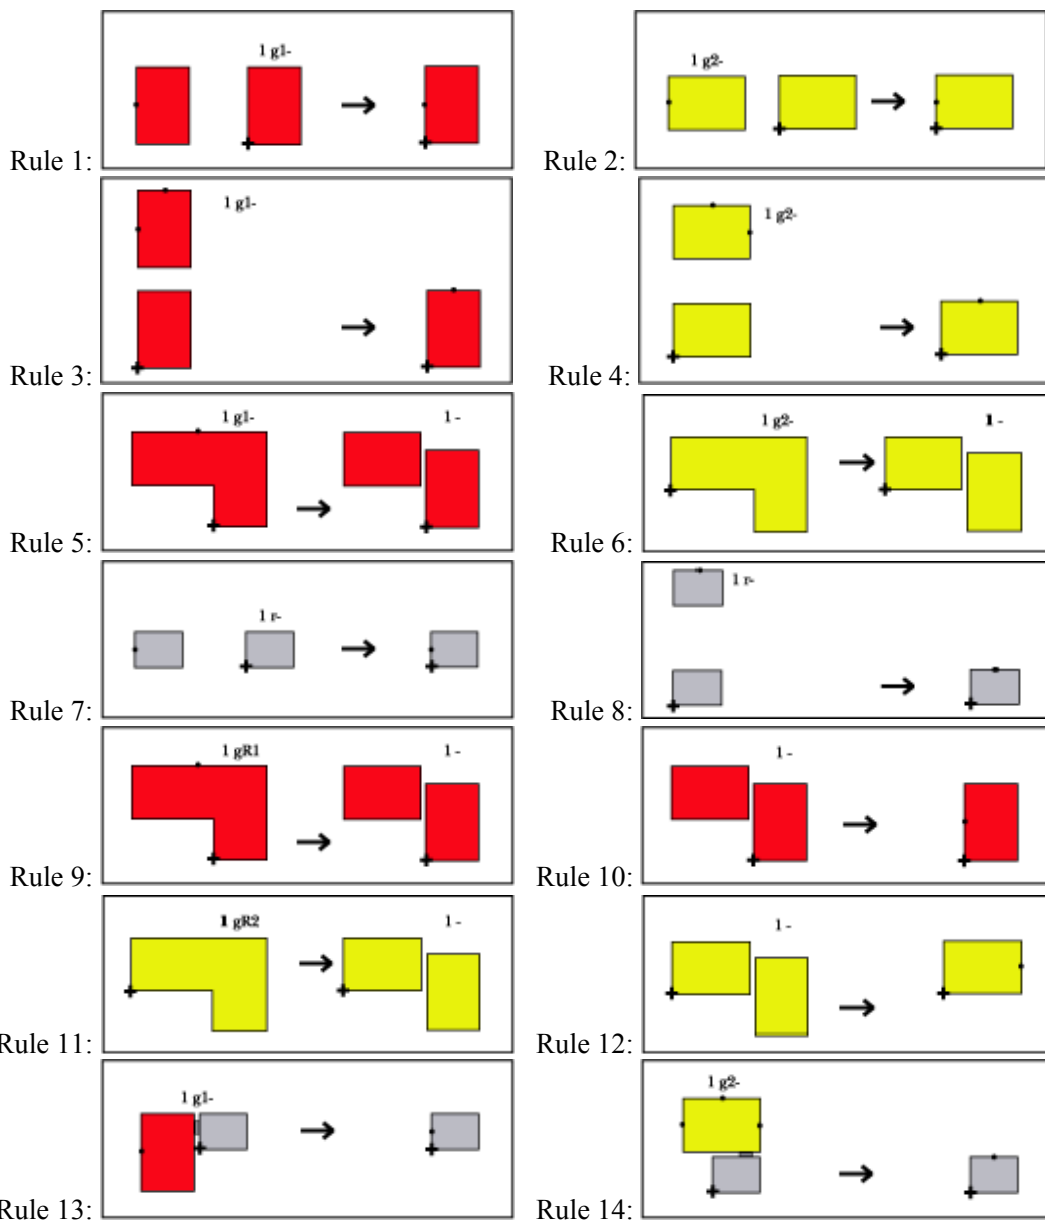 1 g1-
1 g2-
Rule 1:
Rule 2:
1 g1-
1 g2-
Rule 3:
Rule 4:
1 g1-
1 -
1 g2-
1 -
Rule 5:
Rule 6:
1 r-
1 r-
Rule 7:
Rule 8:
1 gR1
1 -
1 -
Rule 9:
Rule 10:
1 gR2
1 -
1 -
Rule 11:
Rule 12:
1 g1-
1 g2-
Rule 13:
Rule 14: